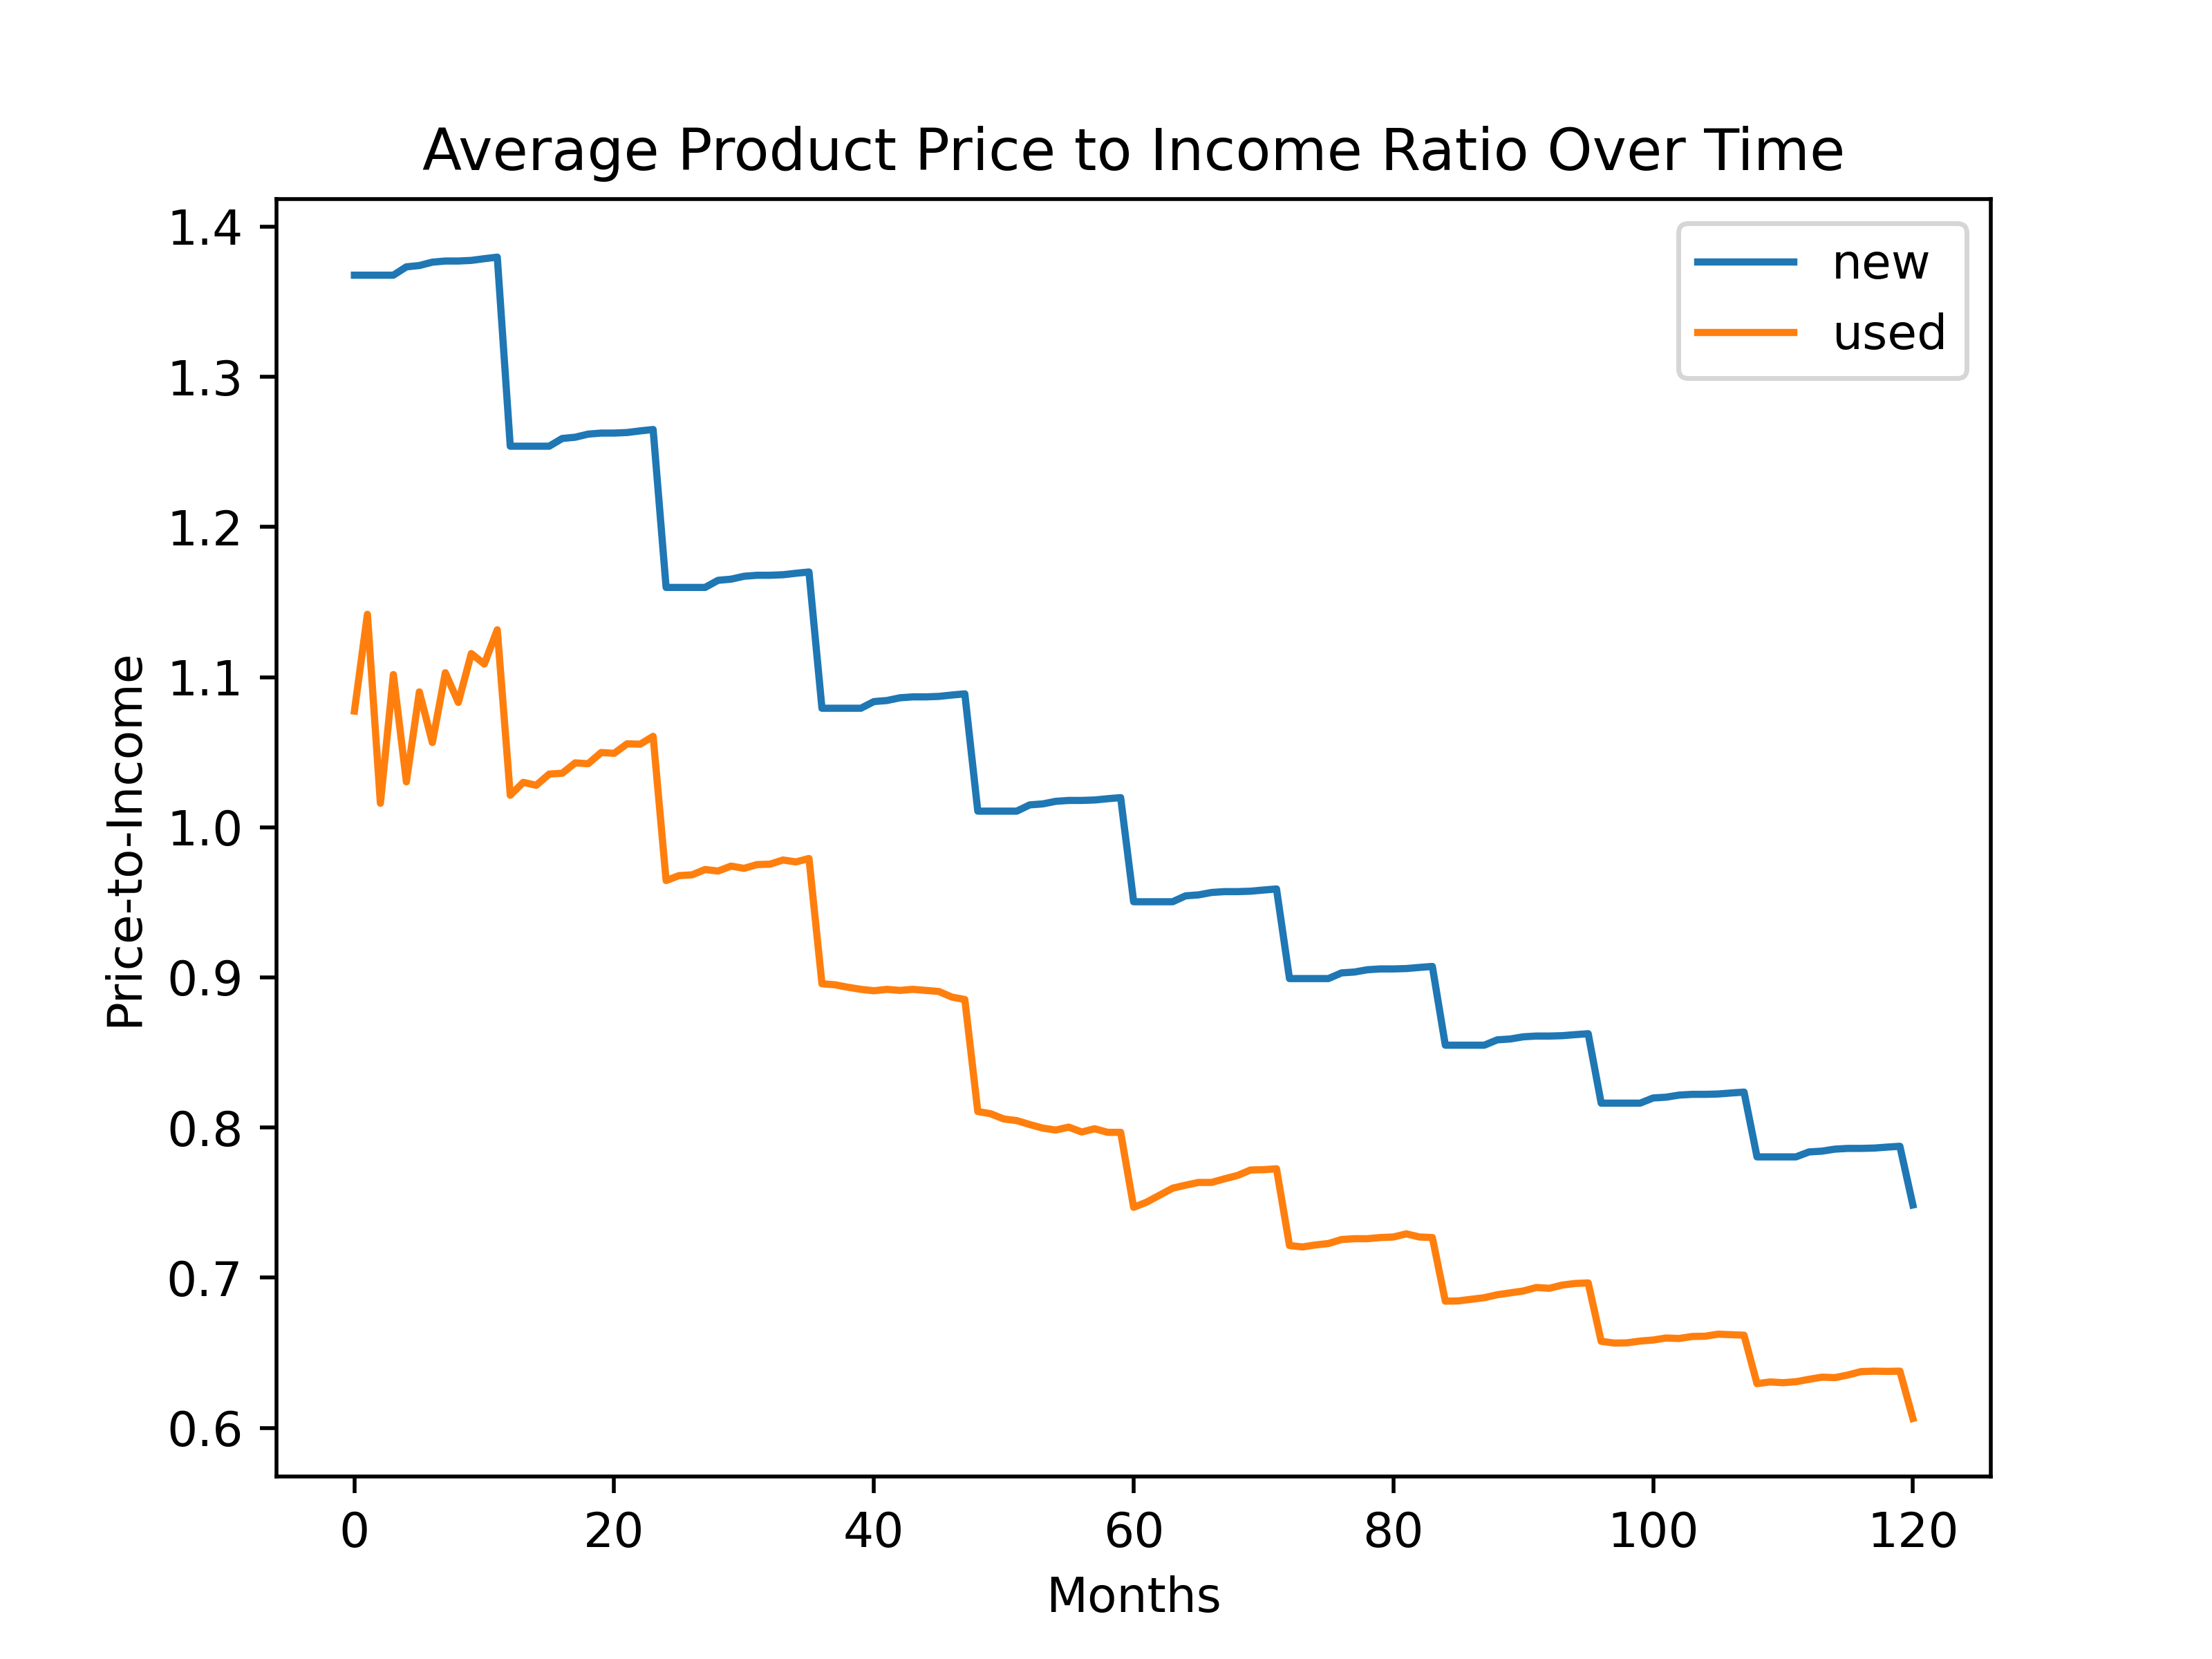 Average Product Price to Income Ratio Over Time
new
used
1.4
1.3
1.2
1.1
1.0
0.9
0.8
0.7
0.6
Price-to-Income
0 20 40 60 80 100 120
Months